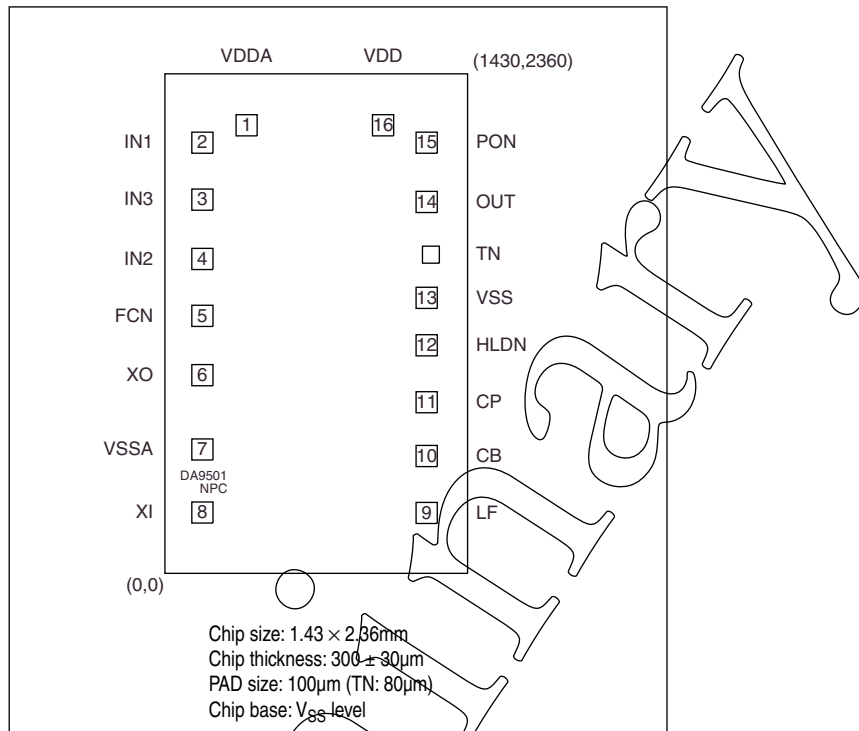 VDDA VDD (1430,2360)
1 16
IN1 2 15 PON
IN3 3 14 OUT
TN
IN2 4
13 VSS
FCN 5
12 HLDN
XO 6
11 CP
VSSA 7 10 CB
DA9501
NPC
XI 8 9 LF
(0,0)
Chip size: 1.43 × 2.36mm
Chip thickness: 300 ± 30µm
PAD size: 100µm (TN: 80µm)
Chip base: VSS level
inary